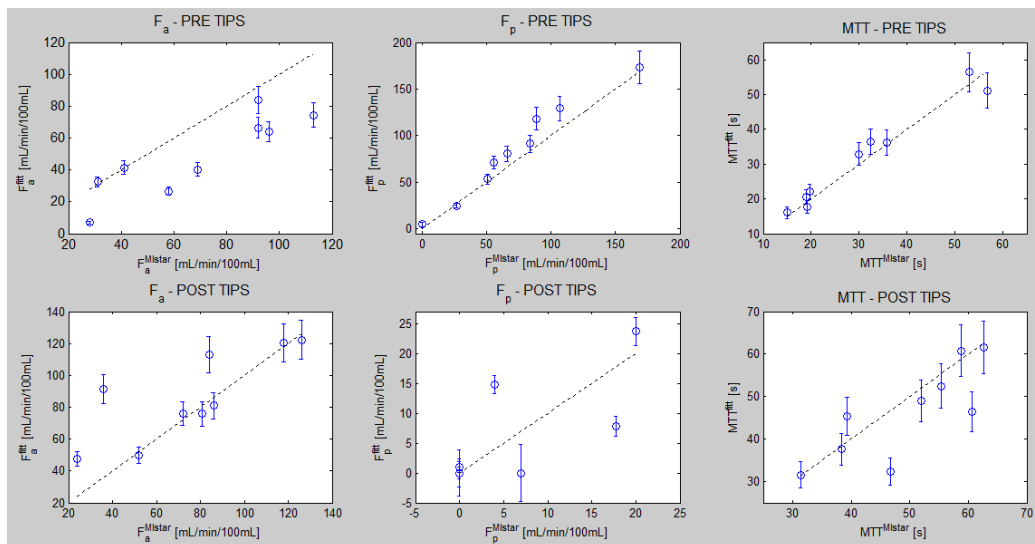 F_a - PRE TIPS
F_a^fitt [mL/min/100mL]
120
100
80
60
40
20
0
20 40 60 80 100 120
F_a^MIstar [mL/min/100mL]
F_p - PRE TIPS
F_p^fitt [mL/min/100mL]
200
150
100
50
0
0 50 100 150 200
F_p^MIstar [mL/min/100mL]
MTT - PRE TIPS
MTT^fitt [s]
60
50
40
30
20
10
10 20 30 40 50 60
MTT^MIstar [s]
F_a - POST TIPS
F_a^fitt [mL/min/100mL]
140
120
100
80
60
40
20
20 40 60 80 100 120 140
F_a^MIstar [mL/min/100mL]
F_p - POST TIPS
F_p^fitt [mL/min/100mL]
25
20
15
10
5
0
-5
-5 0 5 10 15 20 25
F_p^MIstar [mL/min/100mL]
MTT - POST TIPS
MTT^fitt [s]
70
60
50
40
30
30 40 50 60 70
MTT^MIstar [s]